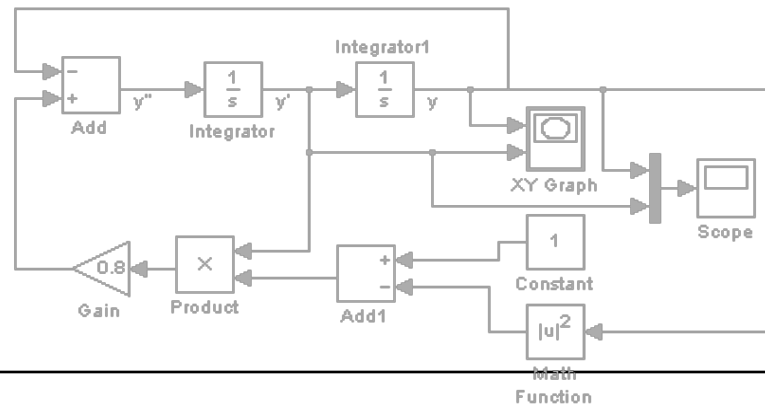 Integrator1
−
+
Add
y"
1
s
Integrator
y'
1
s
y
XY Graph
Scope
0.8
Gain
×
Product
+
−
Add1
1
Constant
|u|²
Math
Function